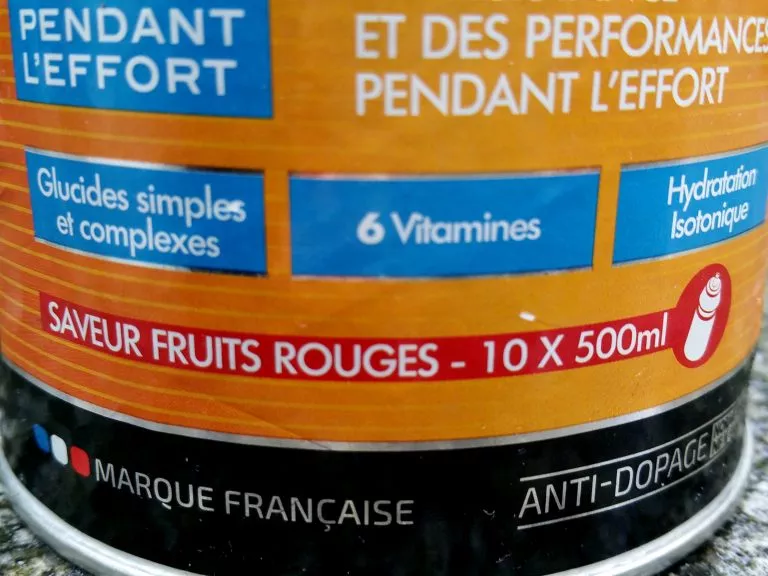 PENDANT
L'EFFORT
ET DES PERFORMANCES
PENDANT L'EFFORT
Glucides simples
et complexes
6 Vitamines
Hydratation
Isotonique
SAVEUR FRUITS ROUGES - 10 X 500ml
MARQUE FRANÇAISE
ANTI-DOPAGE